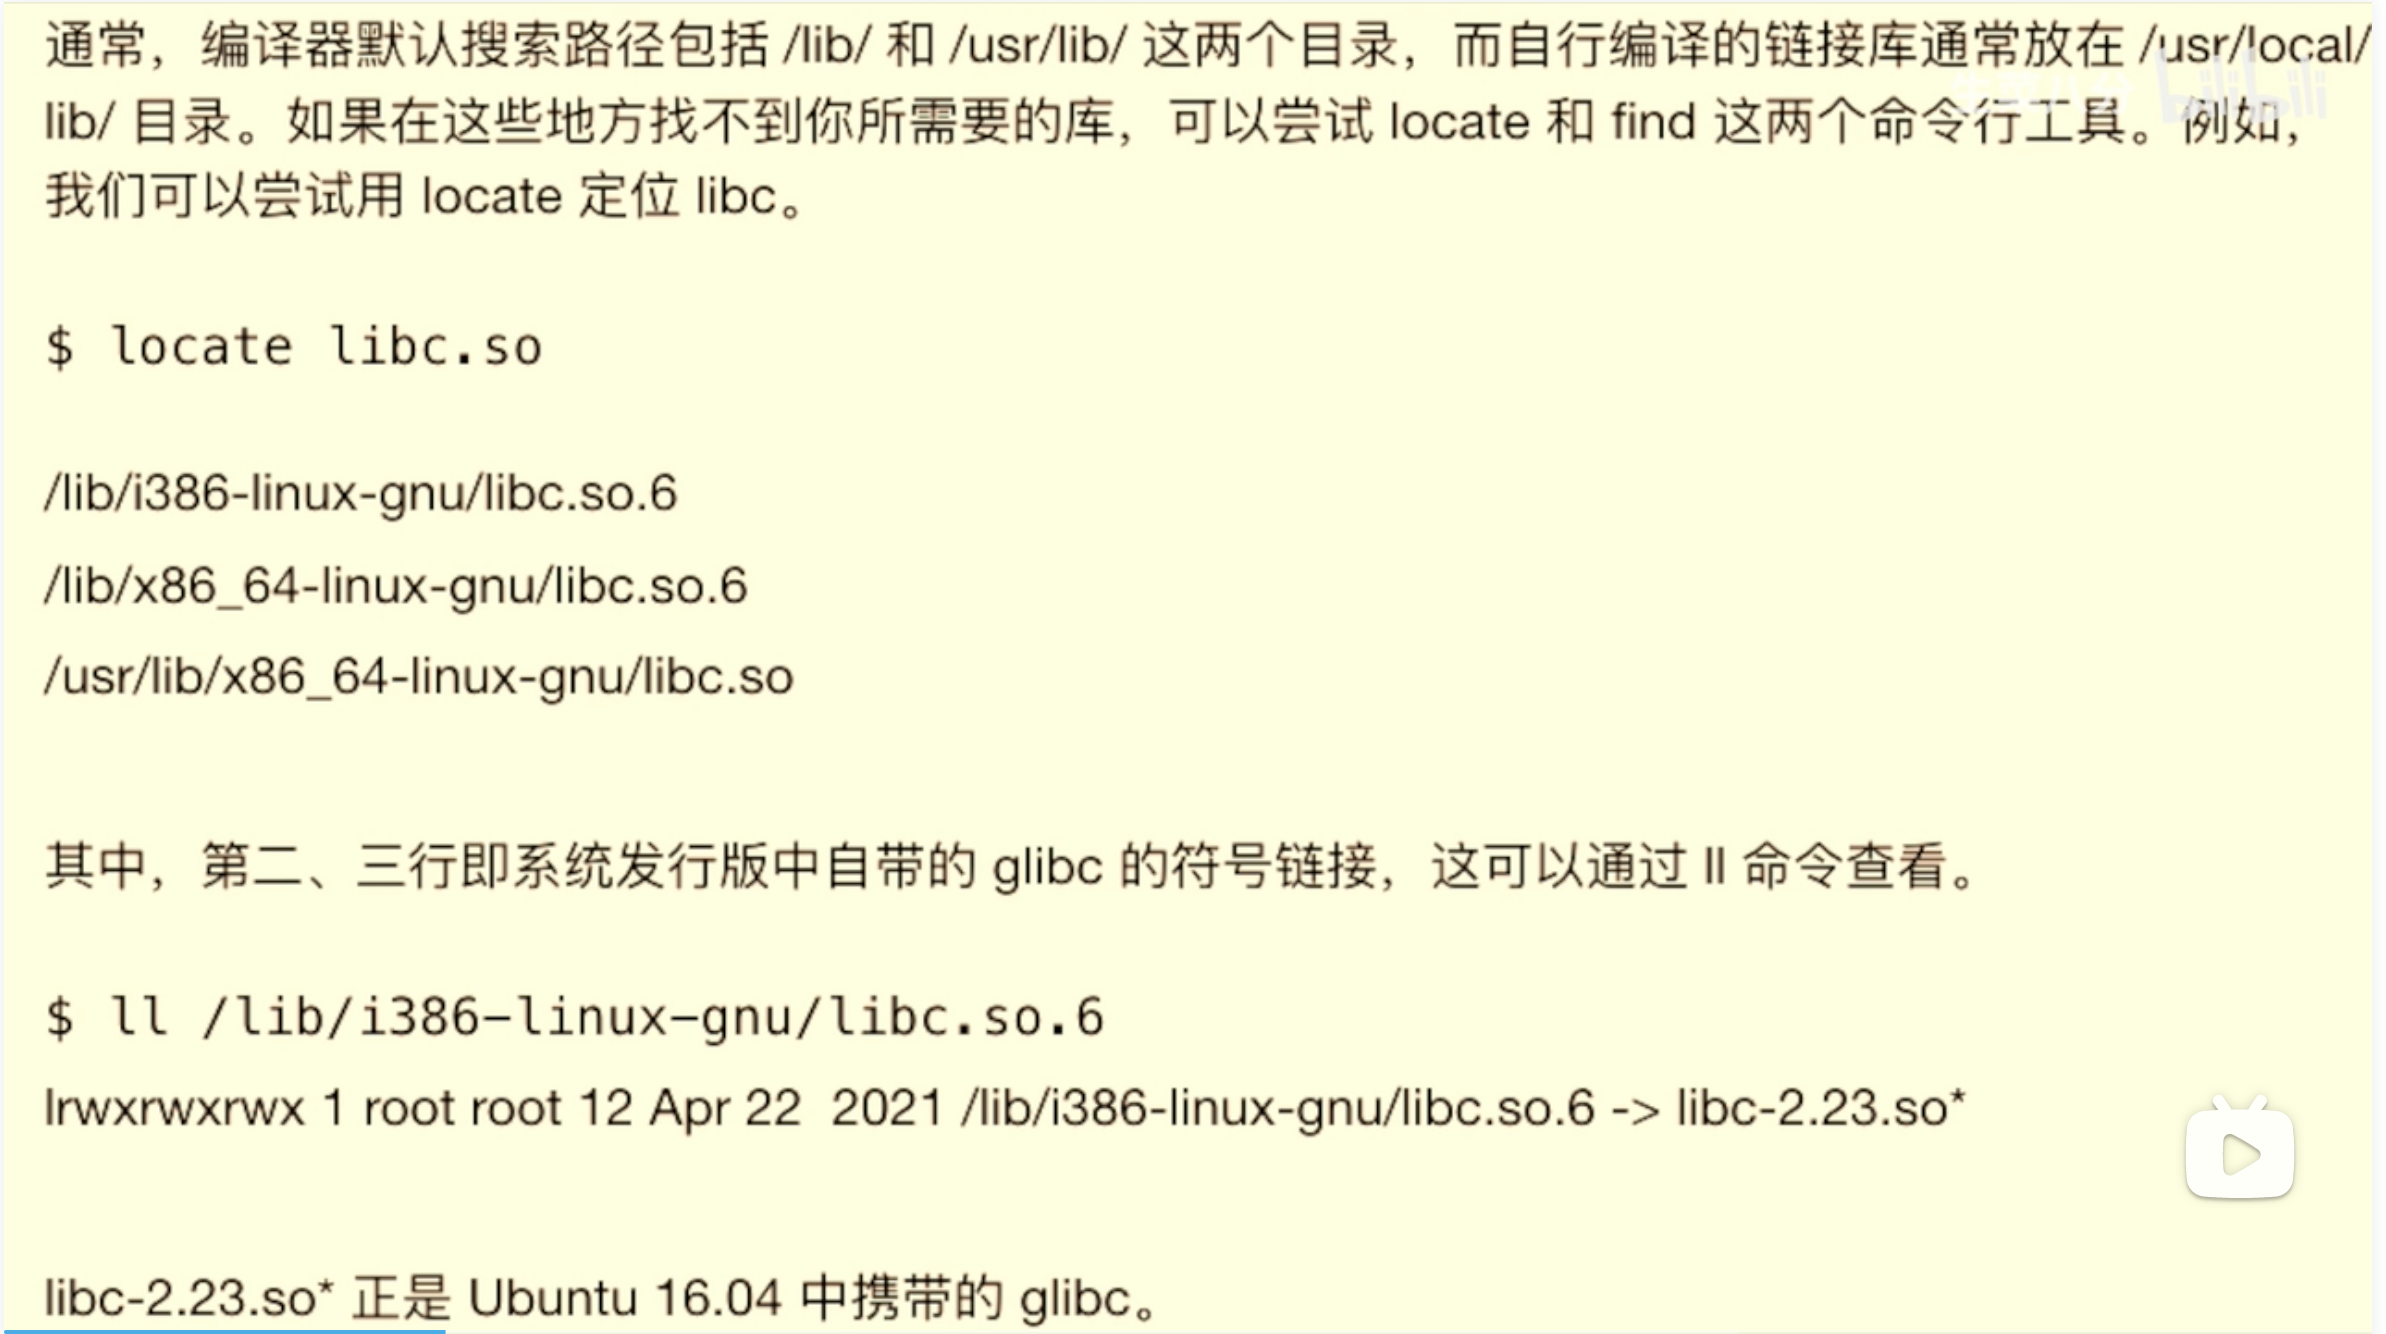 通常，编译器默认搜索路径包括 /lib/ 和 /usr/lib/ 这两个目录，而自行编译的链接库通常放在 /usr/local/
lib/ 目录。如果在这些地方找不到你所需要的库，可以尝试 locate 和 find 这两个命令行工具。例如，
我们可以尝试用 locate 定位 libc。
$ locate libc.so
/lib/i386-linux-gnu/libc.so.6
/lib/x86_64-linux-gnu/libc.so.6
/usr/lib/x86_64-linux-gnu/libc.so
其中，第二、三行即系统发行版中自带的 glibc 的符号链接，这可以通过 ll 命令查看。
$ ll /lib/i386-linux-gnu/libc.so.6
lrwxrwxrwx 1 root root 12 Apr 22  2021 /lib/i386-linux-gnu/libc.so.6 -> libc-2.23.so*
libc-2.23.so* 正是 Ubuntu 16.04 中携带的 glibc。
bilibili